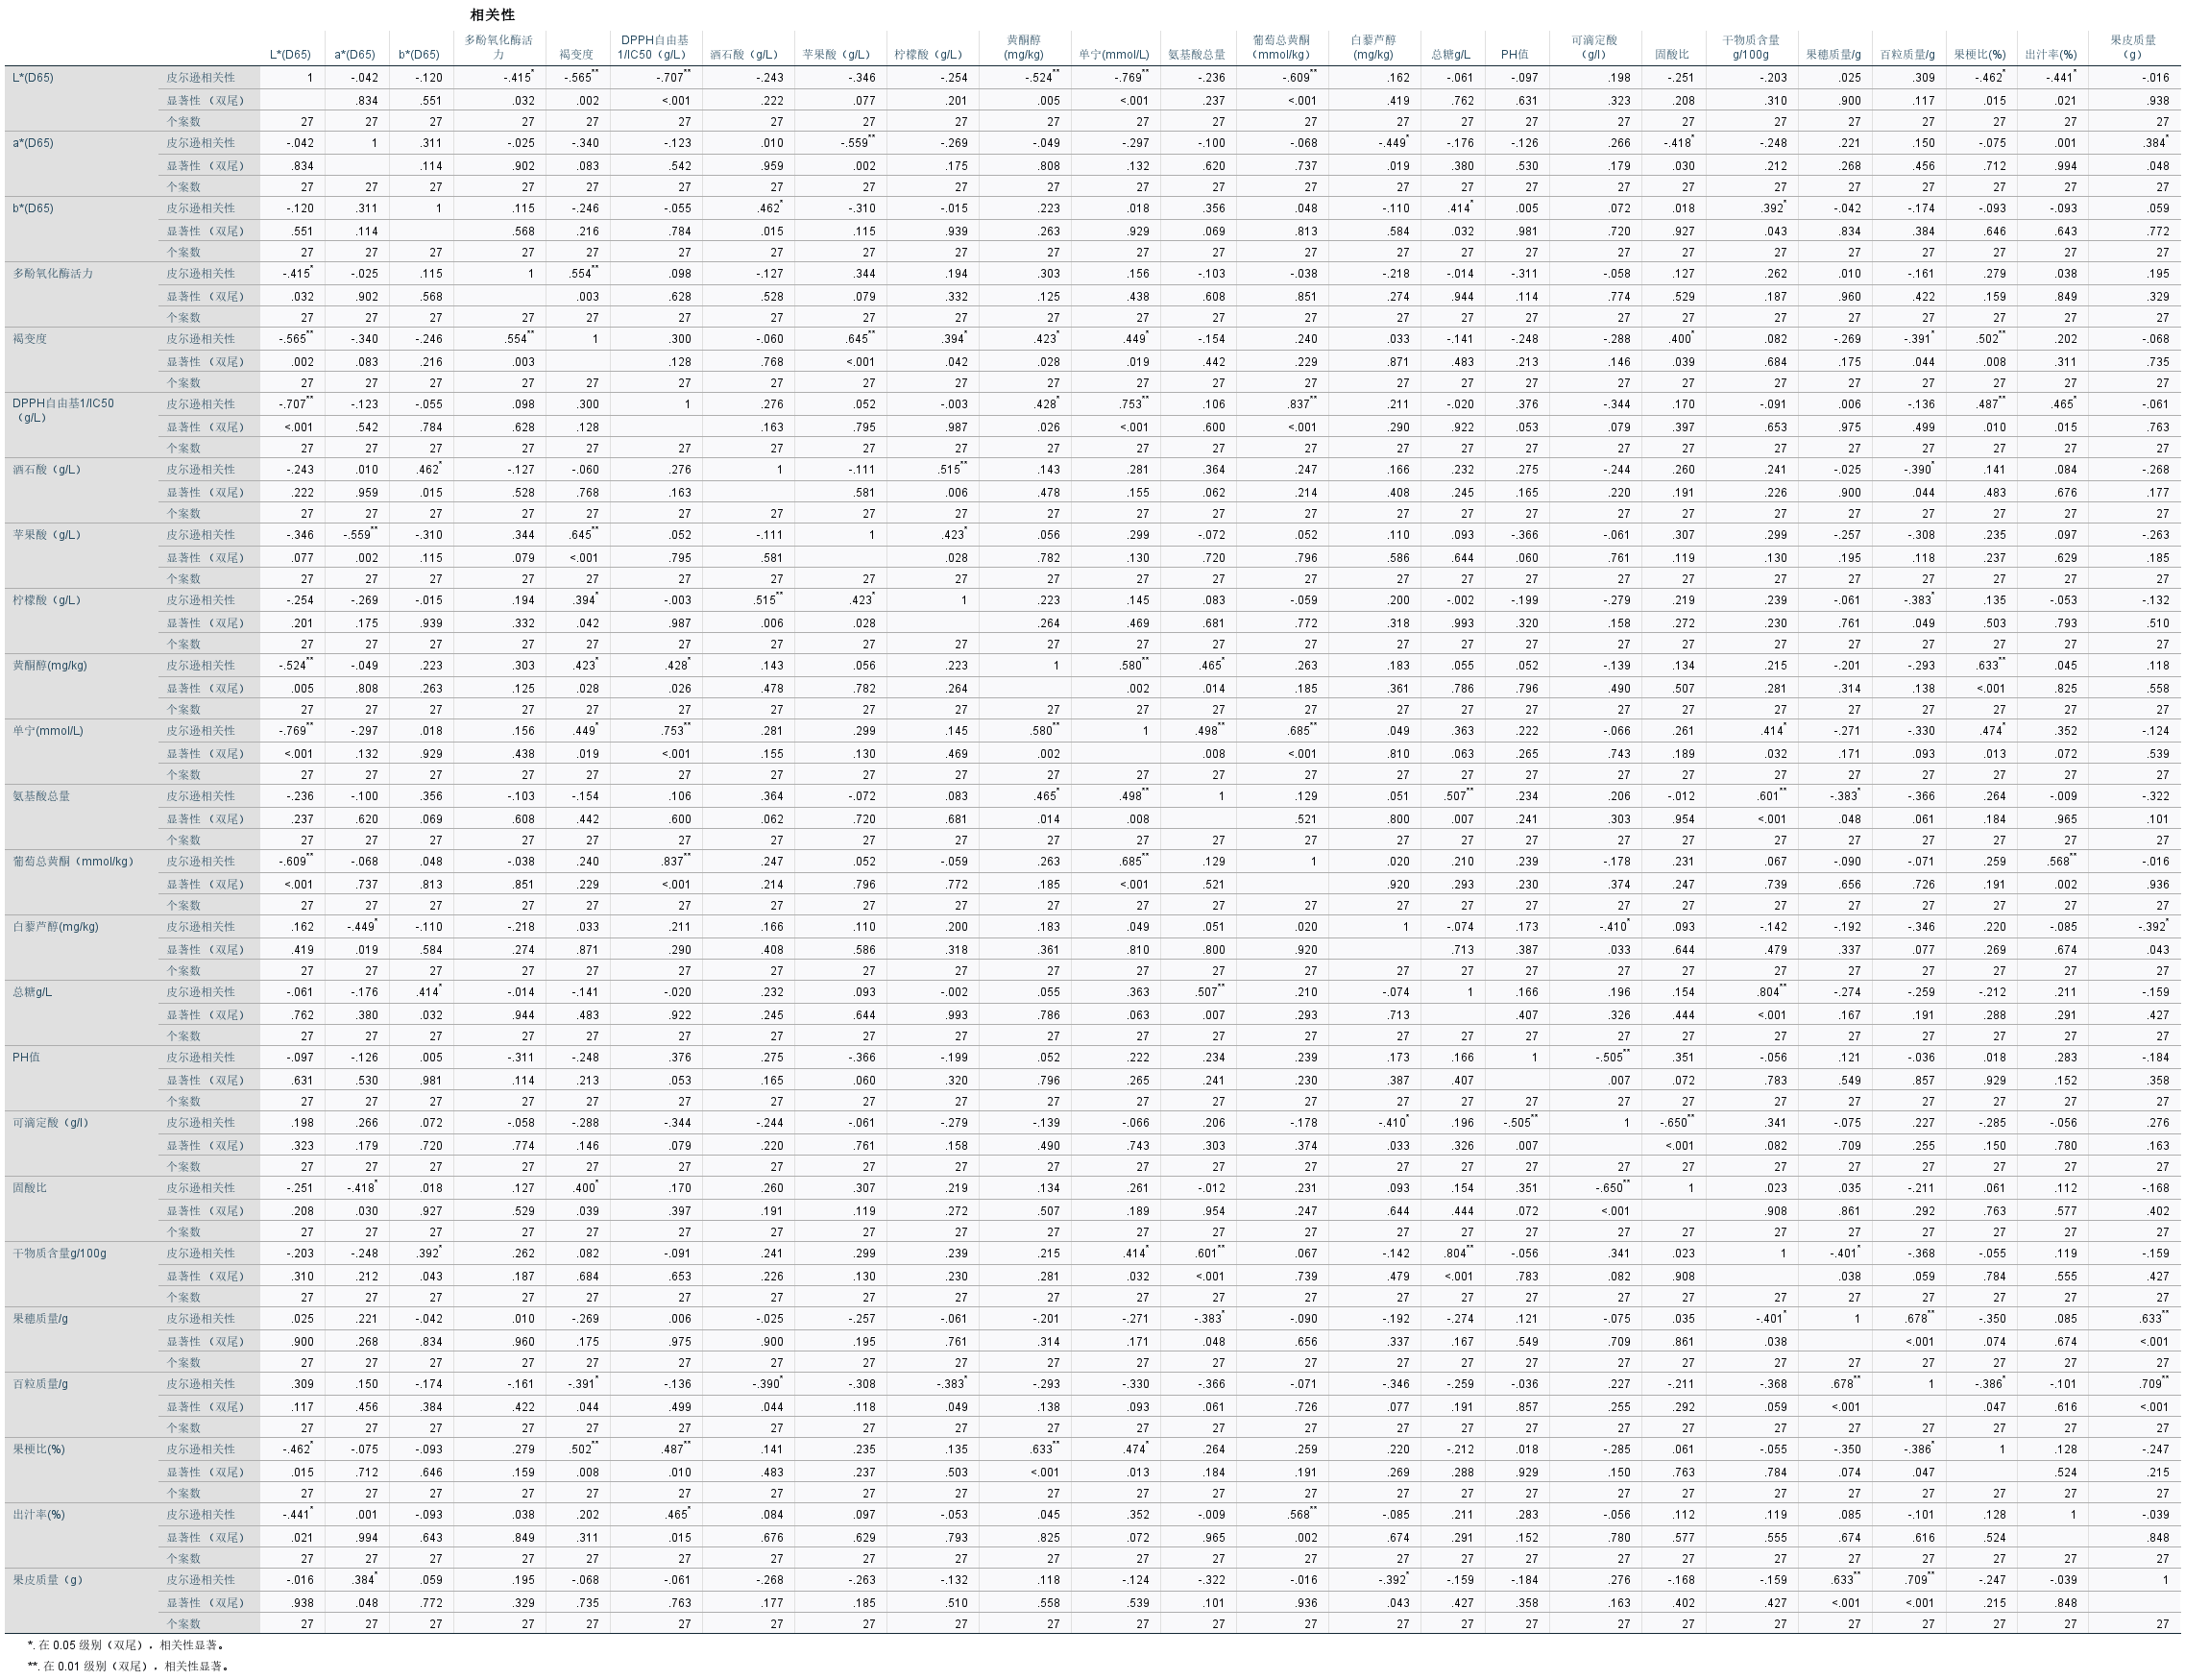 相关性
L*(D65) a*(D65) b*(D65) 多酚氧化酶活力 褐变度 DPPH自由基1/IC50（g/L） 酒石酸（g/L） 苹果酸（g/L） 柠檬酸（g/L） 黄酮醇(mg/kg) 单宁(mmol/L) 氨基酸总量 葡萄总黄酮（mmol/kg） 白藜芦醇(mg/kg) 总糖g/L PH值 可滴定酸（g/l） 固酸比 干物质含量g/100g 果穗质量/g 百粒质量/g 果梗比(%) 出汁率(%) 果皮质量（g）
L*(D65) 皮尔逊相关性 1 -.042 -.120 -.415* -.565** -.707** -.243 -.346 -.254 -.524** -.769** -.236 -.609** .162 -.061 -.097 .198 -.251 -.203 .025 .309 -.462* -.441* -.016
显著性（双尾） .834 .551 .032 .002 <.001 .222 .077 .201 .005 <.001 .237 <.001 .419 .762 .631 .323 .208 .310 .900 .117 .015 .021 .938
个案数 27 27 27 27 27 27 27 27 27 27 27 27 27 27 27 27 27 27 27 27 27 27 27 27
a*(D65) 皮尔逊相关性 -.042 1 .311 -.025 -.340 -.123 .010 -.559** -.269 -.049 -.297 -.100 -.068 -.449* -.176 -.126 .266 -.418* -.248 .221 .150 -.075 .001 .384*
显著性（双尾） .834 .114 .902 .083 .542 .959 .002 .175 .808 .132 .620 .737 .019 .380 .530 .179 .030 .212 .268 .456 .712 .994 .048
个案数 27 27 27 27 27 27 27 27 27 27 27 27 27 27 27 27 27 27 27 27 27 27 27 27
b*(D65) 皮尔逊相关性 -.120 .311 1 .115 -.246 -.055 .462* -.310 -.015 .223 .018 .356 .048 -.110 .414* .005 .072 .018 .392* -.042 -.174 -.093 -.093 .059
显著性（双尾） .551 .114 .568 .216 .784 .015 .115 .939 .263 .929 .069 .813 .584 .032 .981 .720 .927 .043 .834 .384 .646 .643 .772
个案数 27 27 27 27 27 27 27 27 27 27 27 27 27 27 27 27 27 27 27 27 27 27 27 27
多酚氧化酶活力 皮尔逊相关性 -.415* -.025 .115 1 .554** .098 -.127 .344 .194 .303 .156 -.103 -.038 -.218 -.014 -.311 -.058 .127 .262 .010 -.161 .279 .038 .195
显著性（双尾） .032 .902 .568 .003 .628 .528 .079 .332 .125 .438 .608 .851 .274 .944 .114 .774 .529 .187 .960 .422 .159 .849 .329
个案数 27 27 27 27 27 27 27 27 27 27 27 27 27 27 27 27 27 27 27 27 27 27 27 27
褐变度 皮尔逊相关性 -.565** -.340 -.246 .554** 1 .300 -.060 .645** .394* .423* .449* -.154 .240 .033 -.141 -.248 -.288 .400* .082 -.269 -.391* .502** .202 -.068
显著性（双尾） .002 .083 .216 .003 .128 .768 <.001 .042 .028 .019 .442 .229 .871 .483 .213 .146 .039 .684 .175 .044 .008 .311 .735
个案数 27 27 27 27 27 27 27 27 27 27 27 27 27 27 27 27 27 27 27 27 27 27 27 27
DPPH自由基1/IC50（g/L） 皮尔逊相关性 -.707** -.123 -.055 .098 .300 1 .276 .052 -.003 .428* .753** .106 .837** .211 -.020 .376 -.344 .170 -.091 .006 -.136 .487** .465* -.061
显著性（双尾） <.001 .542 .784 .628 .128 .163 .795 .987 .026 <.001 .600 <.001 .290 .922 .053 .079 .397 .653 .975 .499 .010 .015 .763
个案数 27 27 27 27 27 27 27 27 27 27 27 27 27 27 27 27 27 27 27 27 27 27 27 27
酒石酸（g/L） 皮尔逊相关性 -.243 .010 .462* -.127 -.060 .276 1 -.111 .515** .143 .281 .364 .247 .166 .232 .275 -.244 .260 .241 -.025 -.390* .141 .084 -.268
显著性（双尾） .222 .959 .015 .528 .768 .163 .581 .006 .478 .155 .062 .214 .408 .245 .165 .220 .191 .226 .900 .044 .483 .676 .177
个案数 27 27 27 27 27 27 27 27 27 27 27 27 27 27 27 27 27 27 27 27 27 27 27 27
苹果酸（g/L） 皮尔逊相关性 -.346 -.559** -.310 .344 .645** .052 -.111 1 .423* .056 .299 -.072 .052 .110 .093 -.366 -.061 .307 .299 -.257 -.308 .235 .097 -.263
显著性（双尾） .077 .002 .115 .079 <.001 .795 .581 .028 .782 .130 .720 .796 .586 .644 .060 .761 .119 .130 .195 .118 .237 .629 .185
个案数 27 27 27 27 27 27 27 27 27 27 27 27 27 27 27 27 27 27 27 27 27 27 27 27
柠檬酸（g/L） 皮尔逊相关性 -.254 -.269 -.015 .194 .394* -.003 .515** .423* 1 .223 .145 .083 -.059 .200 -.002 -.199 -.279 .219 .239 -.061 -.383* .135 -.053 -.132
显著性（双尾） .201 .175 .939 .332 .042 .987 .006 .028 .264 .469 .681 .772 .318 .993 .320 .158 .272 .230 .761 .049 .503 .793 .510
个案数 27 27 27 27 27 27 27 27 27 27 27 27 27 27 27 27 27 27 27 27 27 27 27 27
黄酮醇(mg/kg) 皮尔逊相关性 -.524** -.049 .223 .303 .423* .428* .143 .056 .223 1 .580** .465* .263 .183 .055 .052 -.139 .134 .215 -.201 -.293 .633** .045 .118
显著性（双尾） .005 .808 .263 .125 .028 .026 .478 .782 .264 .002 .014 .185 .361 .786 .796 .490 .507 .281 .314 .138 <.001 .825 .558
个案数 27 27 27 27 27 27 27 27 27 27 27 27 27 27 27 27 27 27 27 27 27 27 27 27
单宁(mmol/L) 皮尔逊相关性 -.769** -.297 .018 .156 .449* .753** .281 .299 .145 .580** 1 .498** .685** .049 .363 .222 -.066 .261 .414* -.271 -.330 .474* .352 -.124
显著性（双尾） <.001 .132 .929 .438 .019 <.001 .155 .130 .469 .002 .008 <.001 .810 .063 .265 .743 .189 .032 .171 .093 .013 .072 .539
个案数 27 27 27 27 27 27 27 27 27 27 27 27 27 27 27 27 27 27 27 27 27 27 27 27
氨基酸总量 皮尔逊相关性 -.236 -.100 .356 -.103 -.154 .106 .364 -.072 .083 .465* .498** 1 .129 .051 .507** .234 .206 -.012 .601** -.383* -.366 .264 -.009 -.322
显著性（双尾） .237 .620 .069 .608 .442 .600 .062 .720 .681 .014 .008 .521 .800 .007 .241 .303 .954 <.001 .048 .061 .184 .965 .101
个案数 27 27 27 27 27 27 27 27 27 27 27 27 27 27 27 27 27 27 27 27 27 27 27 27
葡萄总黄酮（mmol/kg） 皮尔逊相关性 -.609** -.068 .048 -.038 .240 .837** .247 .052 -.059 .263 .685** .129 1 .020 .210 .239 -.178 .231 .067 -.090 -.071 .259 .568** -.016
显著性（双尾） <.001 .737 .813 .851 .229 <.001 .214 .796 .772 .185 <.001 .521 .920 .293 .230 .374 .247 .739 .656 .726 .191 .002 .936
个案数 27 27 27 27 27 27 27 27 27 27 27 27 27 27 27 27 27 27 27 27 27 27 27 27
白藜芦醇(mg/kg) 皮尔逊相关性 .162 -.449* -.110 -.218 .033 .211 .166 .110 .200 .183 .049 .051 .020 1 -.074 .173 -.410* .093 -.142 -.192 -.346 .220 -.085 -.392*
显著性（双尾） .419 .019 .584 .274 .871 .290 .408 .586 .318 .361 .810 .800 .920 .713 .387 .033 .644 .479 .337 .077 .269 .674 .043
个案数 27 27 27 27 27 27 27 27 27 27 27 27 27 27 27 27 27 27 27 27 27 27 27 27
总糖g/L 皮尔逊相关性 -.061 -.176 .414* -.014 -.141 -.020 .232 .093 -.002 .055 .363 .507** .210 -.074 1 .166 .196 .154 .804** -.274 -.259 -.212 .211 -.159
显著性（双尾） .762 .380 .032 .944 .483 .922 .245 .644 .993 .786 .063 .007 .293 .713 .407 .326 .444 <.001 .167 .191 .288 .291 .427
个案数 27 27 27 27 27 27 27 27 27 27 27 27 27 27 27 27 27 27 27 27 27 27 27 27
PH值 皮尔逊相关性 -.097 -.126 .005 -.311 -.248 .376 .275 -.366 -.199 .052 .222 .234 .239 .173 .166 1 -.505** .351 -.056 .121 -.036 .018 .283 -.184
显著性（双尾） .631 .530 .981 .114 .213 .053 .165 .060 .320 .796 .265 .241 .230 .387 .407 .007 .072 .783 .549 .857 .929 .152 .358
个案数 27 27 27 27 27 27 27 27 27 27 27 27 27 27 27 27 27 27 27 27 27 27 27 27
可滴定酸（g/l） 皮尔逊相关性 .198 .266 .072 -.058 -.288 -.344 -.244 -.061 -.279 -.139 -.066 .206 -.178 -.410* .196 -.505** 1 -.650** .341 -.075 .227 -.285 -.056 .276
显著性（双尾） .323 .179 .720 .774 .146 .079 .220 .761 .158 .490 .743 .303 .374 .033 .326 .007 <.001 .082 .709 .255 .150 .780 .163
个案数 27 27 27 27 27 27 27 27 27 27 27 27 27 27 27 27 27 27 27 27 27 27 27 27
固酸比 皮尔逊相关性 -.251 -.418* .018 .127 .400* .170 .260 .307 .219 .134 .261 -.012 .231 .093 .154 .351 -.650** 1 .023 .035 -.211 .061 .112 -.168
显著性（双尾） .208 .030 .927 .529 .039 .397 .191 .119 .272 .507 .189 .954 .247 .644 .444 .072 <.001 .908 .861 .292 .763 .577 .402
个案数 27 27 27 27 27 27 27 27 27 27 27 27 27 27 27 27 27 27 27 27 27 27 27 27
干物质含量g/100g 皮尔逊相关性 -.203 -.248 .392* .262 .082 -.091 .241 .299 .239 .215 .414* .601** .067 -.142 .804** -.056 .341 .023 1 -.401* -.368 -.055 .119 -.159
显著性（双尾） .310 .212 .043 .187 .684 .653 .226 .130 .230 .281 .032 <.001 .739 .479 <.001 .783 .082 .908 .038 .059 .784 .555 .427
个案数 27 27 27 27 27 27 27 27 27 27 27 27 27 27 27 27 27 27 27 27 27 27 27 27
果穗质量/g 皮尔逊相关性 .025 .221 -.042 .010 -.269 .006 -.025 -.257 -.061 -.201 -.271 -.383* -.090 -.192 -.274 .121 -.075 .035 -.401* 1 .678** -.350 .085 .633**
显著性（双尾） .900 .268 .834 .960 .175 .975 .900 .195 .761 .314 .171 .048 .656 .337 .167 .549 .709 .861 .038 <.001 .074 .674 <.001
个案数 27 27 27 27 27 27 27 27 27 27 27 27 27 27 27 27 27 27 27 27 27 27 27 27
百粒质量/g 皮尔逊相关性 .309 .150 -.174 -.161 -.391* -.136 -.390* -.308 -.383* -.293 -.330 -.366 -.071 -.346 -.259 -.036 .227 -.211 -.368 .678** 1 -.386* -.101 .709**
显著性（双尾） .117 .456 .384 .422 .044 .499 .044 .118 .049 .138 .093 .061 .726 .077 .191 .857 .255 .292 .059 <.001 .047 .616 <.001
个案数 27 27 27 27 27 27 27 27 27 27 27 27 27 27 27 27 27 27 27 27 27 27 27 27
果梗比(%) 皮尔逊相关性 -.462* -.075 -.093 .279 .502** .487** .141 .235 .135 .633** .474* .264 .259 .220 -.212 .018 -.285 .061 -.055 -.350 -.386* 1 .128 -.247
显著性（双尾） .015 .712 .646 .159 .008 .010 .483 .237 .503 <.001 .013 .184 .191 .269 .288 .929 .150 .763 .784 .074 .047 .524 .215
个案数 27 27 27 27 27 27 27 27 27 27 27 27 27 27 27 27 27 27 27 27 27 27 27 27
出汁率(%) 皮尔逊相关性 -.441* .001 -.093 .038 .202 .465* .084 .097 -.053 .045 .352 -.009 .568** -.085 .211 .283 -.056 .112 .119 .085 -.101 .128 1 -.039
显著性（双尾） .021 .994 .643 .849 .311 .015 .676 .629 .793 .825 .072 .965 .002 .674 .291 .152 .780 .577 .555 .674 .616 .524 .848
个案数 27 27 27 27 27 27 27 27 27 27 27 27 27 27 27 27 27 27 27 27 27 27 27 27
果皮质量（g） 皮尔逊相关性 -.016 .384* .059 .195 -.068 -.061 -.268 -.263 -.132 .118 -.124 -.322 -.016 -.392* -.159 -.184 .276 -.168 -.159 .633** .709** -.247 -.039 1
显著性（双尾） .938 .048 .772 .329 .735 .763 .177 .185 .510 .558 .539 .101 .936 .043 .427 .358 .163 .402 .427 <.001 <.001 .215 .848
个案数 27 27 27 27 27 27 27 27 27 27 27 27 27 27 27 27 27 27 27 27 27 27 27 27
*. 在 0.05 级别（双尾），相关性显著。
**. 在 0.01 级别（双尾），相关性显著。